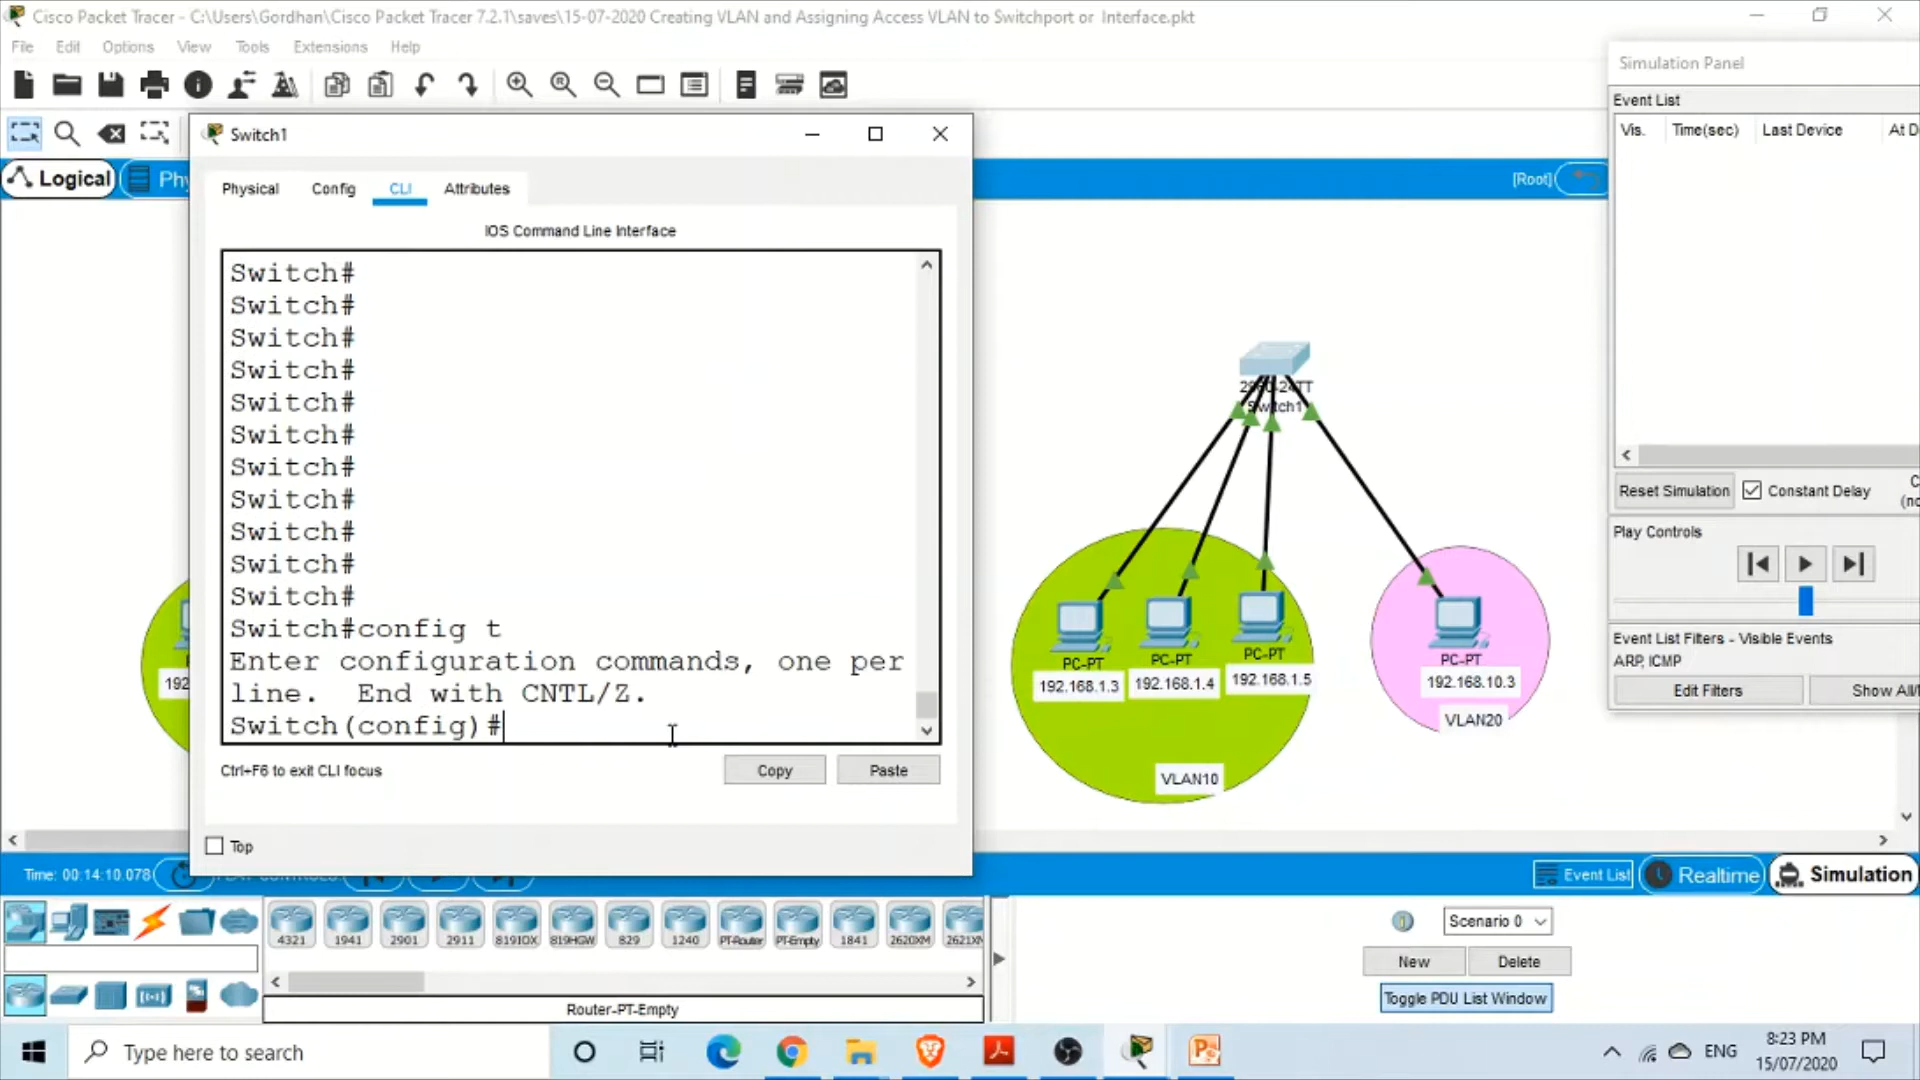 Cisco Packet Tracer - C:\Users\Gordhan\Cisco Packet Tracer 7.2.1\saves\15-07-2020 Creating VLAN and Assigning Access VLAN to Switchport or Interface.pkt
File Edit Options View Tools Extensions Help
Simulation Panel
Event List
Vis. Time(sec) Last Device At D
Switch1
Logical
Phy
[Root]
Physical Config CLI Attributes
IOS Command Line Interface
Switch#
Switch#
Switch#
Switch#
Switch#
Switch#
Switch#
Switch#
Switch#
Switch#
Switch#
Switch#config t
Enter configuration commands, one per
line. End with CNTL/Z.
Switch(config)#
Ctrl+F6 to exit CLI focus
Copy
Paste
Top
192
Switch1
PC-PT
192.168.1.3
PC-PT
192.168.1.4
PC-PT
192.168.1.5
VLAN10
PC-PT
192.168.10.3
VLAN20
Reset Simulation
Constant Delay
Play Controls
Event List Filters - Visible Events
ARP, ICMP
Edit Filters
Show All/
Time: 00:14:10.078
Event List
Realtime
Simulation
4321 1941 2901 2911 819IOX 819HGW 829 1240 PT-Router PT-Empty 1841 2620XM 2621XM
Router-PT-Empty
Scenario 0
New
Delete
Toggle PDU List Window
Type here to search
ENG
8:23 PM
15/07/2020